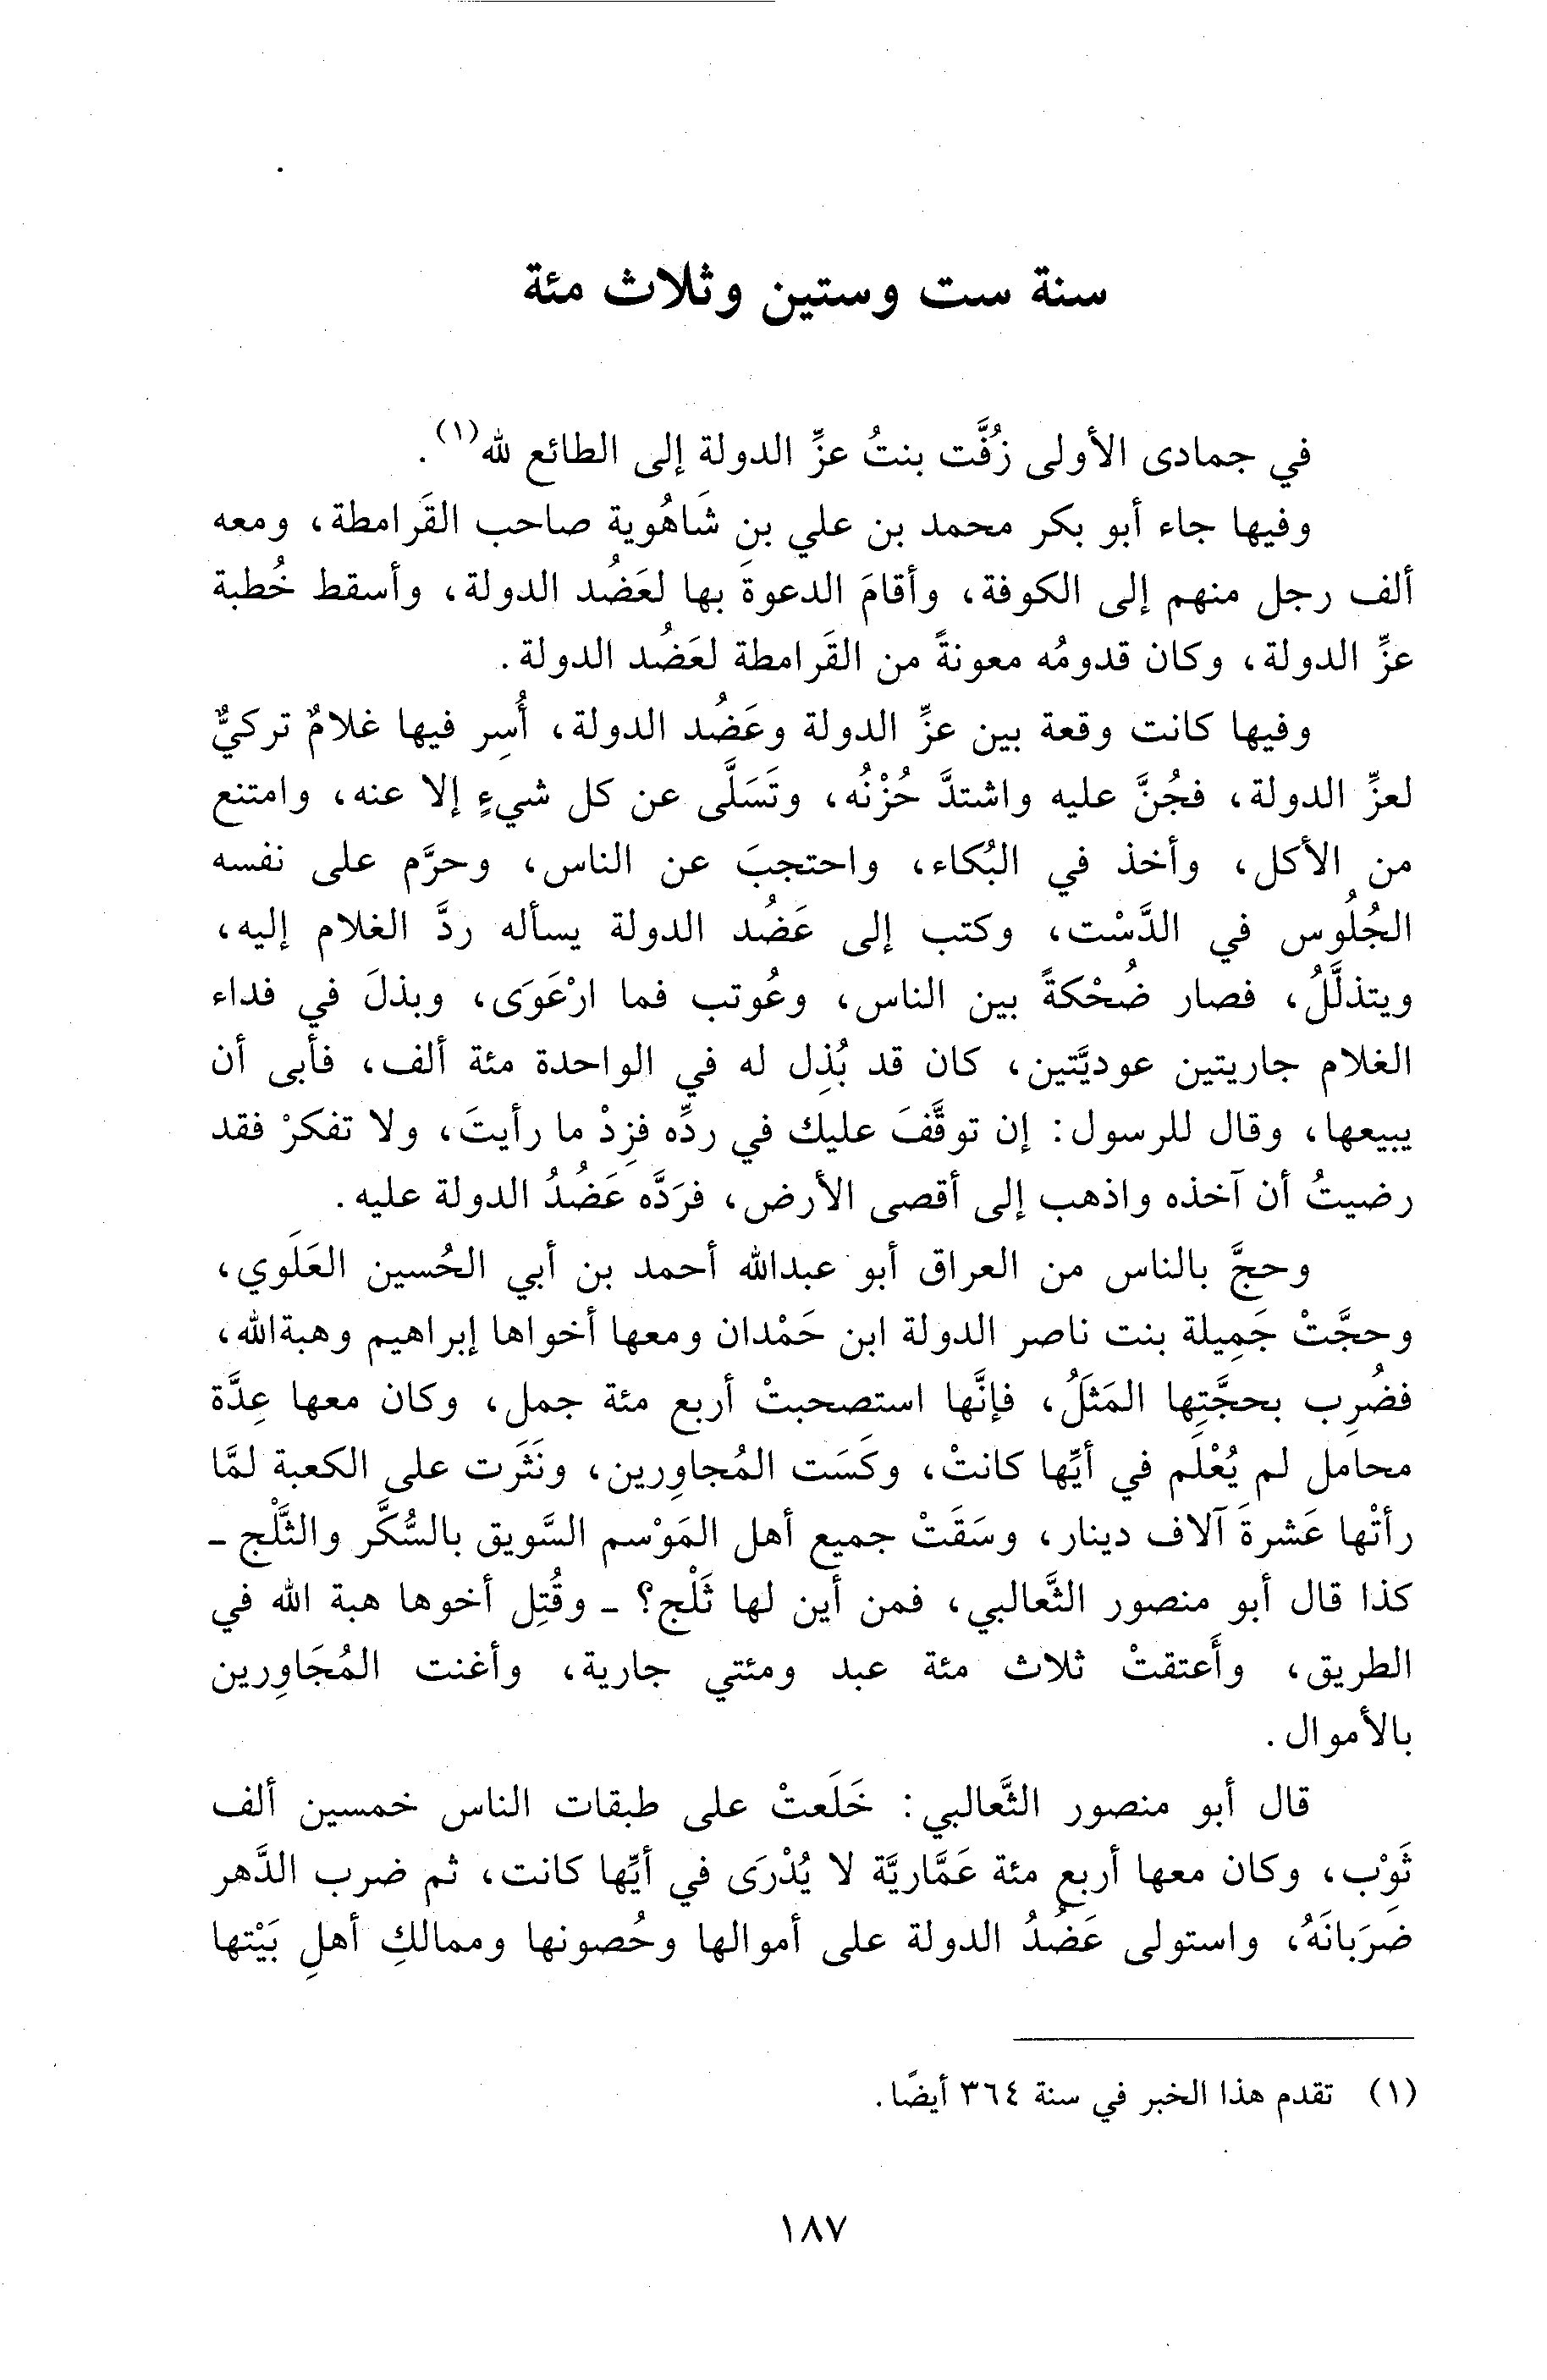 سنة ست وستين وثلاث مئة
في جمادى الأولى زُفَّت بنتُ عزِّ الدولة إلى الطائع لله(١).
وفيها جاء أبو بكر محمد بن علي بنِ شَاهُوية صاحب القَرامطة، ومعه
ألف رجل منهم إلى الكوفة، وأقامَ الدعوةَ بها لعَضُد الدولة، وأسقط خُطبة
عزِّ الدولة، وكان قدومُه معونةً من القَرامطة لعَضُد الدولة.
وفيها كانت وقعة بين عزِّ الدولة وعَضُد الدولة، أُسِر فيها غلامٌ تركيٌّ
لعزِّ الدولة، فجُنَّ عليه واشتدَّ حُزْنُه، وتَسَلَّى عن كل شيءٍ إلا عنه، وامتنع
من الأكل، وأخذ في البُكاء، واحتجبَ عن الناس، وحرَّم على نفسه
الجُلُوس في الدَّسْت، وكتب إلى عَضُد الدولة يسأله ردَّ الغلام إليه،
ويتذلَّلُ، فصار ضُحْكةً بين الناس، وعُوتب فما ارْعَوَى، وبذلَ في فداء
الغلام جاريتين عوديَّتين، كان قد بُذِل له في الواحدة مئة ألف، فأبى أن
يبيعها، وقال للرسول: إن توقَّفَ عليك في ردِّه فزِدْ ما رأيتَ، ولا تفكرْ فقد
رضيتُ أن آخذه واذهب إلى أقصى الأرض، فرَدَّه عَضُدُ الدولة عليه.
وحجَّ بالناس من العراق أبو عبدالله أحمد بن أبي الحُسين العَلَوي،
وحجَّتْ جَمِيلة بنت ناصر الدولة ابن حَمْدان ومعها أخواها إبراهيم وهبةالله،
فضُرِب بحجَّتِها المَثَلُ، فإنَّها استصحبتْ أربع مئة جمل، وكان معها عِدَّة
محامل لم يُعْلَم في أيِّها كانتْ، وكَسَت المُجاوِرين، ونَثَرت على الكعبة لمَّا
رأتْها عَشرةَ آلاف دينار، وسَقَتْ جميع أهل المَوْسم السَّويق بالسُّكَّر والثَّلْج -
كذا قال أبو منصور الثَّعالبي، فمن أين لها ثَلْج؟ - وقُتِل أخوها هبة الله في
الطريق، وأَعتقتْ ثلاث مئة عبد ومئتي جارية، وأغنت المُجَاوِرين
بالأموال.
قال أبو منصور الثَّعالبي: خَلَعتْ على طبقات الناس خمسين ألف
ثَوْبِ، وكان معها أربع مئة عَمَّاريَّة لا يُدْرَى في أيِّها كانت، ثم ضرب الدَّهر
ضرَبانَهُ، واستولى عَضُدُ الدولة على أموالها وحُصونها وممالكِ أهلِ بَيْتها
(١) تقدم هذا الخبر في سنة ٣٦٤ أيضًا.
١٨٧